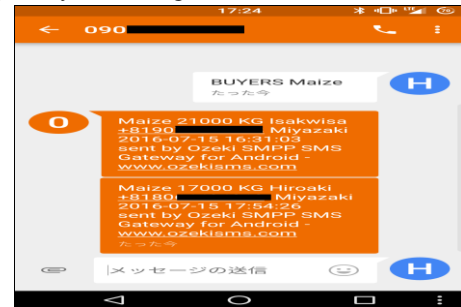 17:24
090
BUYERS Maize
たった今
H
O
Maize 21000 KG Isakwisa
+8190 Miyazaki
2016-07-15 16:31:03
sent by Ozeki SMPP SMS
Gateway for Android -
www.ozekisms.com
Maize 17000 KG Hiroaki
+8180 Miyazaki
2016-07-15 17:54:26
sent by Ozeki SMPP SMS
Gateway for Android -
www.ozekisms.com
たった今
メッセージの送信
H